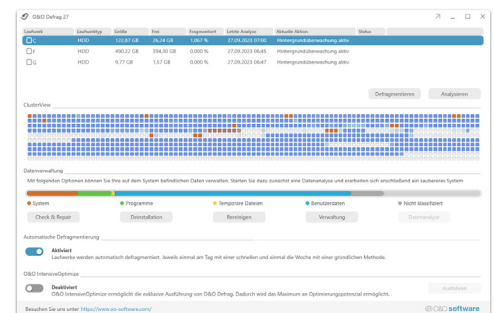 O&O Defrag 27
Laufwerk Laufwerkstyp Größe Frei Fragmentiert Letzte Analyse Aktuelle Aktion Status
C HDD 122,87 GB 26,24 GB 1,067 % 27.09.2023 07:00 Hintergrundüberwachung aktiv
HDD 490,22 GB 394,30 GB 0,000 % 27.09.2023 06:45 Hintergrundüberwachung aktiv
HDD 9,77 GB 1,57 GB 0,000 % 27.09.2023 06:47 Hintergrundüberwachung aktiv
Defragmentieren Analysieren
ClusterView
Datenverwaltung
Mit folgenden Optionen können Sie Ihre auf dem System befindlichen Daten verwalten. Starten Sie dazu zunächst eine Datenanalyse und erarbeiten sich anschließend ein saubereres System
System Programme Temporäre Dateien Benutzerdaten Nicht klassifiziert
Check & Repair Deinstallation Bereinigen Verwaltung Datenanalyse
Automatische Defragmentierung
Aktiviert
Laufwerke werden automatisch defragmentiert. Jeweils einmal am Tag mit einer schnellen und einmal die Woche mit einer gründlichen Methode.
O&O IntensiveOptimize
Deaktiviert
O&O IntensiveOptimize ermöglicht die exklusive Ausführung von O&O Defrag. Dadurch wird das Maximum an Optimierungspotenzial ermöglicht.
Ausführen
Besuchen Sie uns unter https://www.oo-software.com/
O&O software